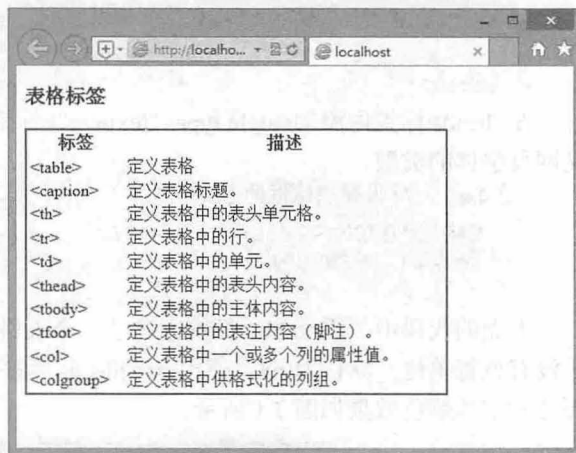 http://localho...
localhost
表格标签
标签 描述
<table> 定义表格
<caption> 定义表格标题。
<th> 定义表格中的表头单元格。
<tr> 定义表格中的行。
<td> 定义表格中的单元。
<thead> 定义表格中的表头内容。
<tbody> 定义表格中的主体内容。
<tfoot> 定义表格中的表注内容（脚注）。
<col> 定义表格中一个或多个列的属性值。
<colgroup> 定义表格中供格式化的列组。